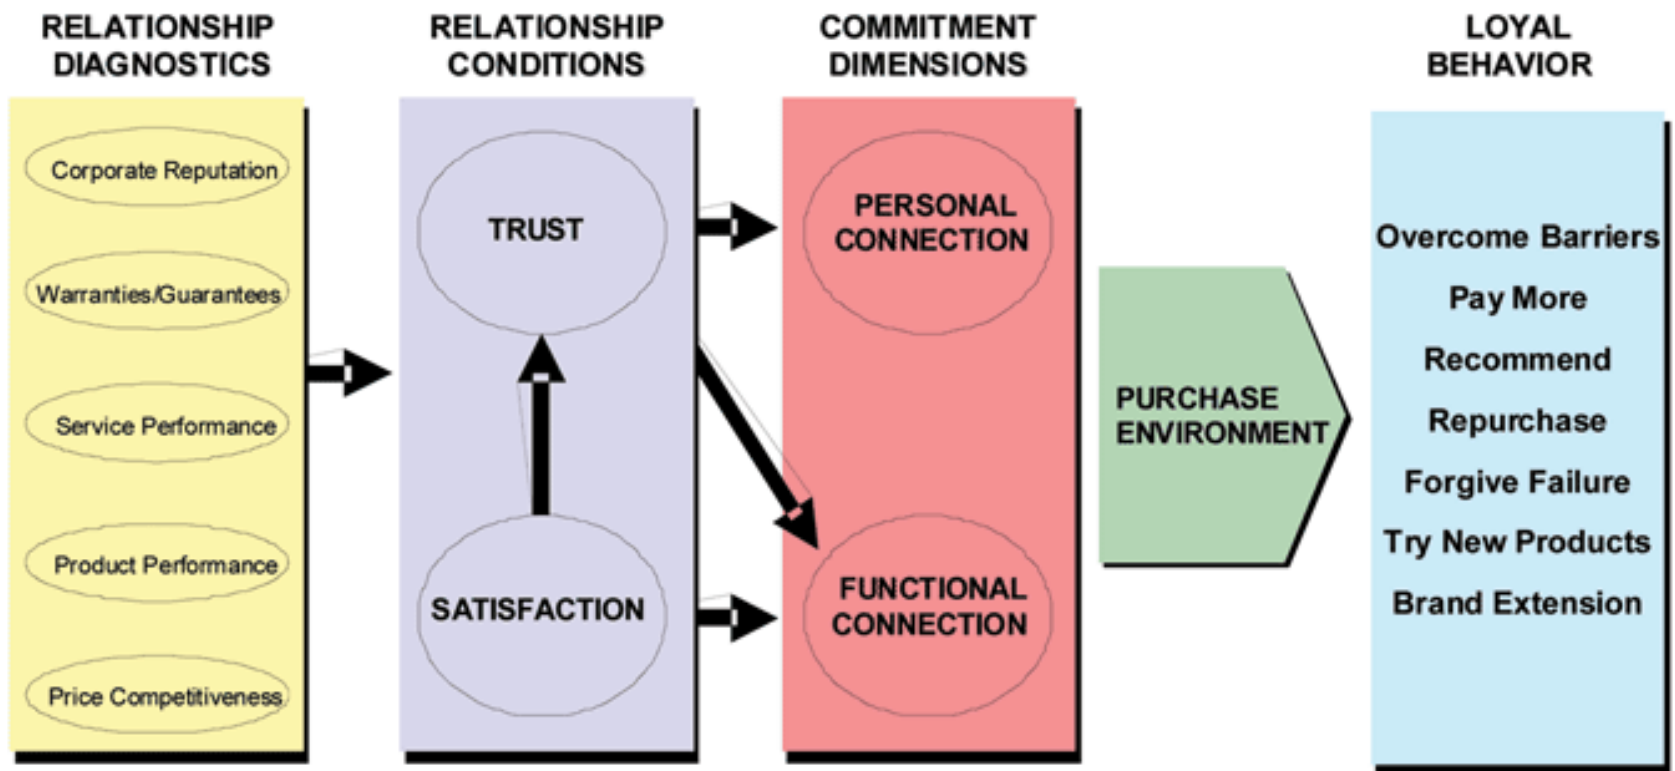 RELATIONSHIP
DIAGNOSTICS
Corporate Reputation
Warranties/Guarantees
Service Performance
Product Performance
Price Competitiveness
RELATIONSHIP
CONDITIONS
TRUST
SATISFACTION
COMMITMENT
DIMENSIONS
PERSONAL
CONNECTION
FUNCTIONAL
CONNECTION
PURCHASE
ENVIRONMENT
LOYAL
BEHAVIOR
Overcome Barriers
Pay More
Recommend
Repurchase
Forgive Failure
Try New Products
Brand Extension